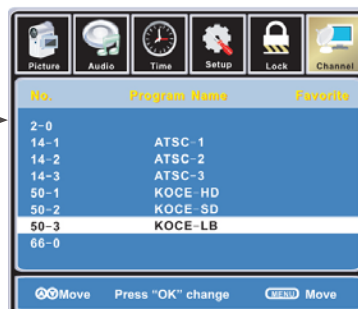 Picture Audio Time Setup Lock Channel
No. Program Name Favorite
2-0
14-1 ATSC-1
14-2 ATSC-2
14-3 ATSC-3
50-1 KOCE-HD
50-2 KOCE-SD
50-3 KOCE-LB
66-0
Move Press “OK” change MENU Move